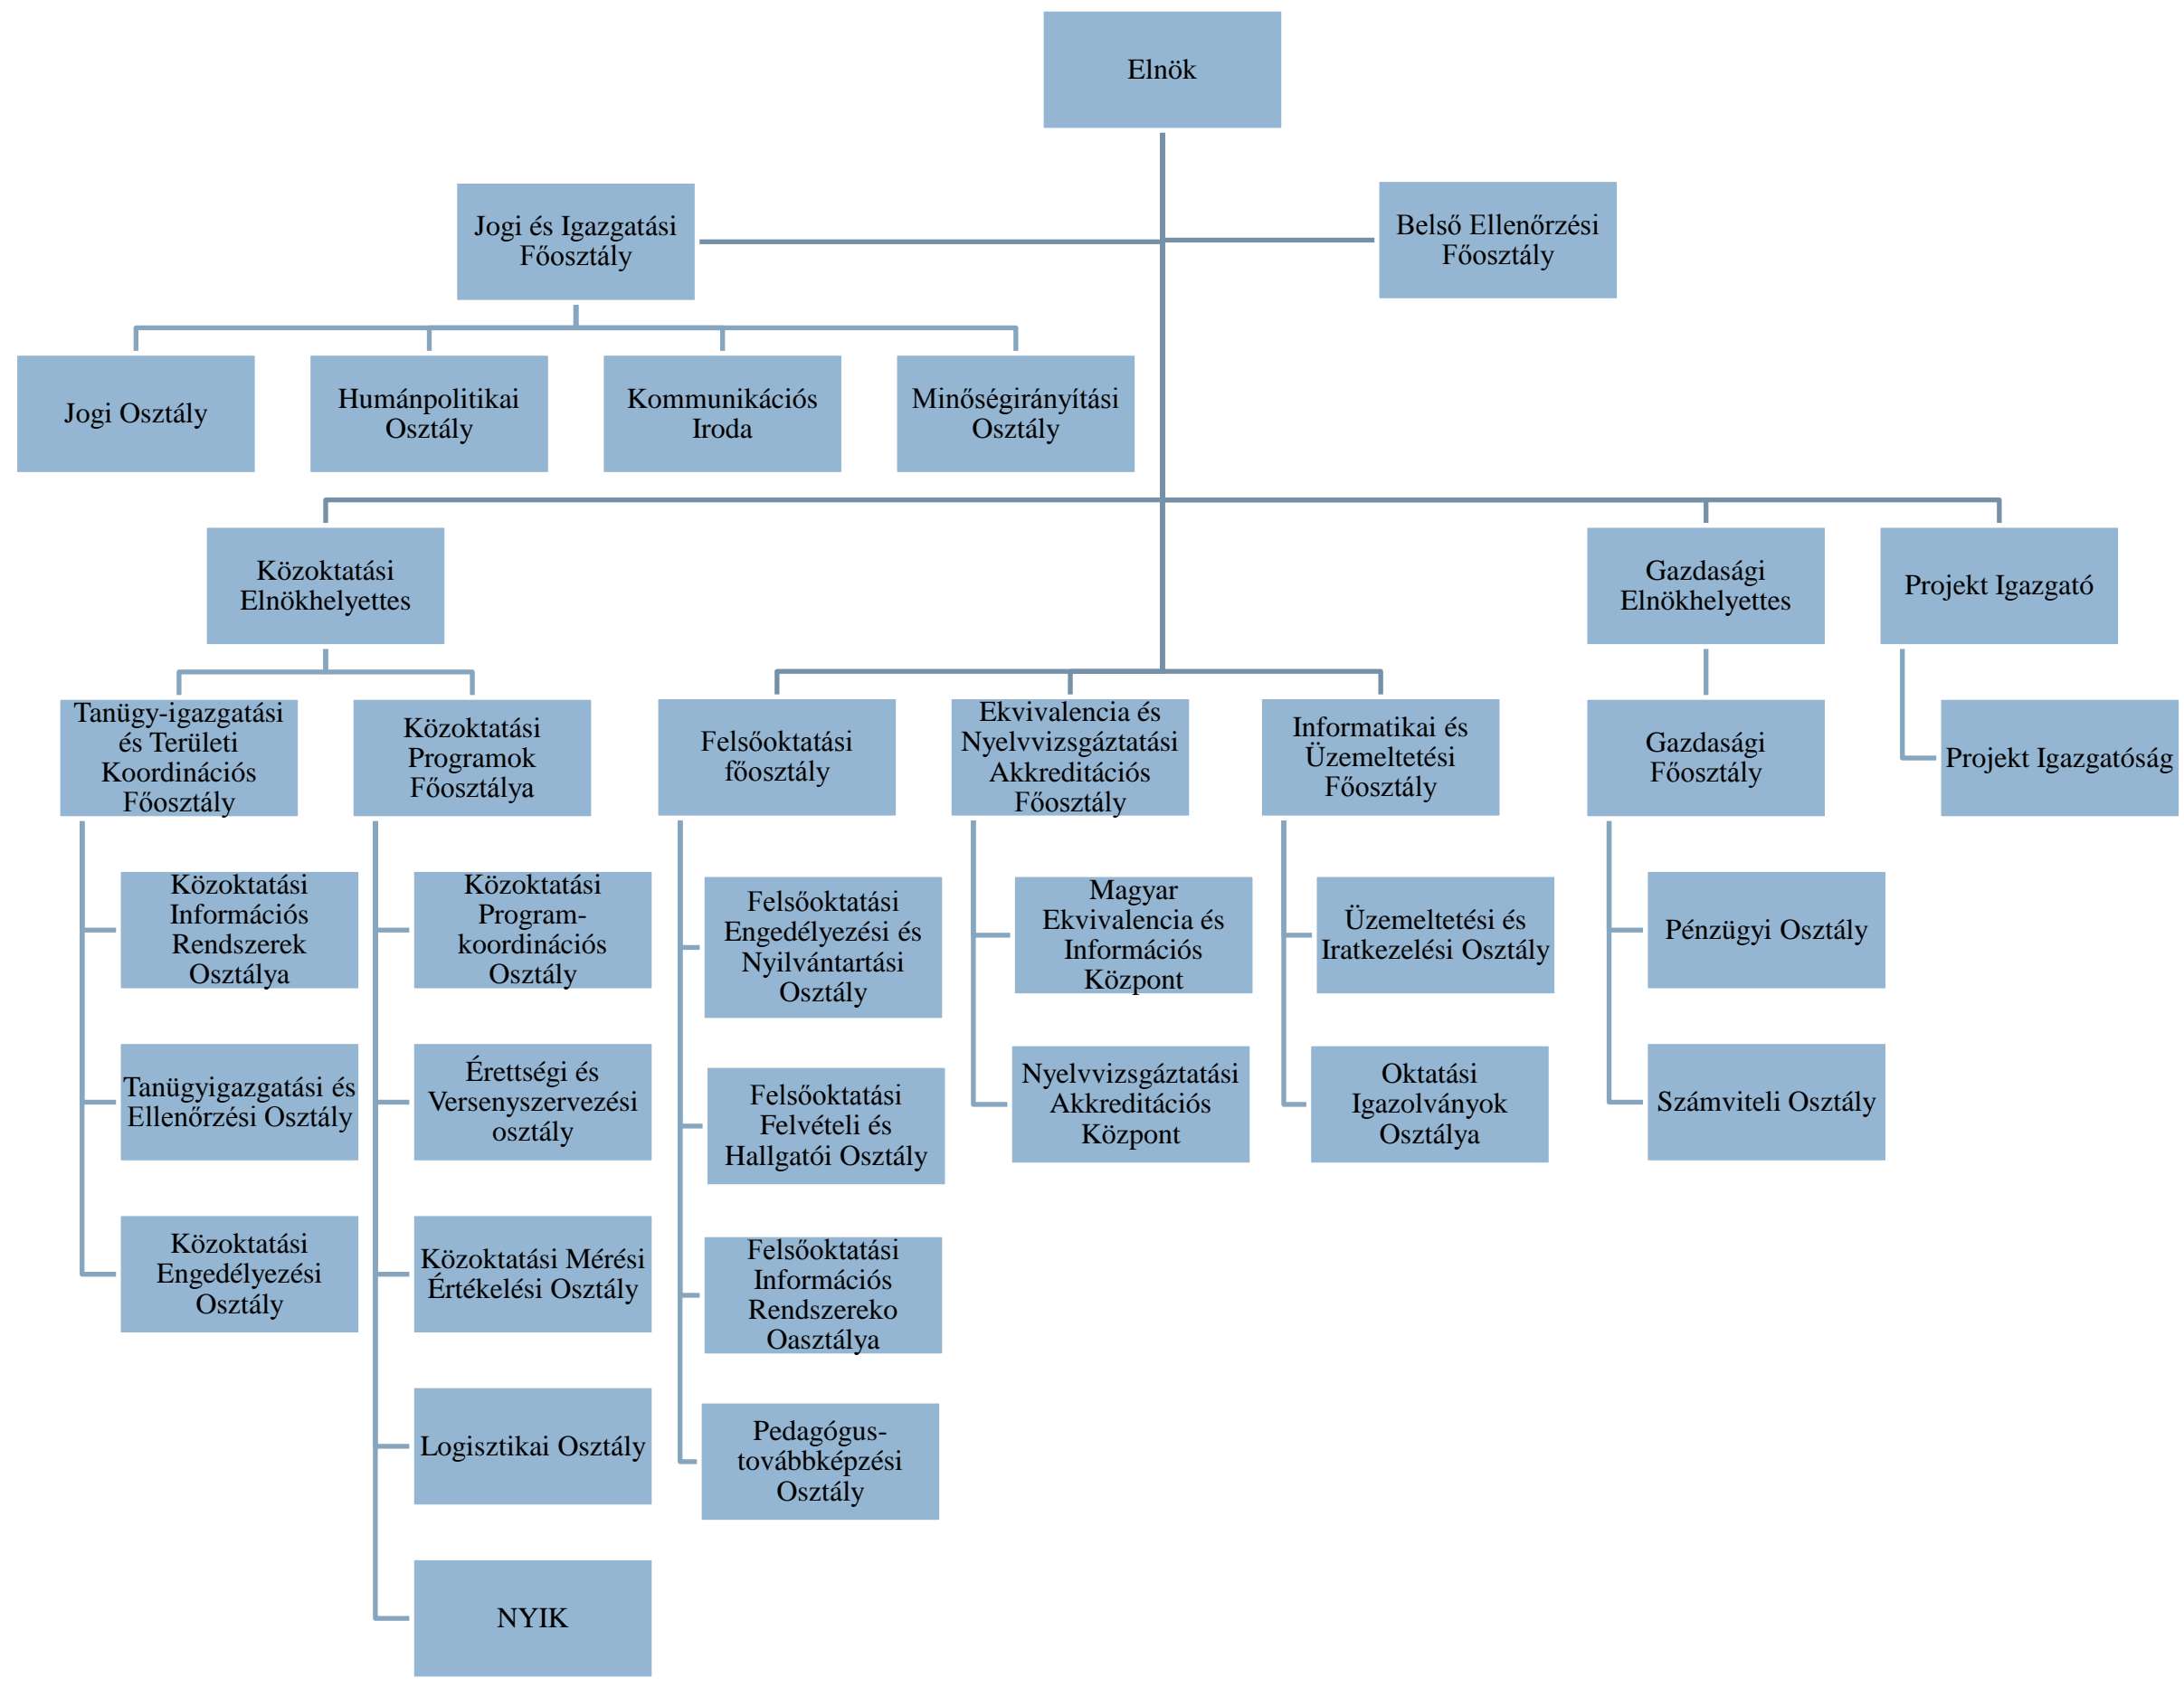 Elnök
Jogi és Igazgatási
Főosztály
Belső Ellenőrzési
Főosztály
Jogi Osztály
Humánpolitikai
Osztály
Kommunikációs
Iroda
Minőségirányítási
Osztály
Közoktatási
Elnökhelyettes
Gazdasági
Elnökhelyettes
Projekt Igazgató
Tanügy-igazgatási
és Területi
Koordinációs
Főosztály
Közoktatási
Programok
Főosztálya
Felsőoktatási
főosztály
Ekvivalencia és
Nyelvvizsgáztatási
Akkreditációs
Főosztály
Informatikai és
Üzemeltetési
Főosztály
Gazdasági
Főosztály
Projekt Igazgatóság
Közoktatási
Információs
Rendszerek
Osztálya
Közoktatási
Program-
koordinációs
Osztály
Felsőoktatási
Engedélyezési és
Nyilvántartási
Osztály
Magyar
Ekvivalencia és
Információs
Központ
Üzemeltetési és
Iratkezelési Osztály
Pénzügyi Osztály
Tanügyigazgatási és
Ellenőrzési Osztály
Érettségi és
Versenyszervezési
osztály
Felsőoktatási
Felvételi és
Hallgatói Osztály
Nyelvvizsgáztatási
Akkreditációs
Központ
Oktatási
Igazolványok
Osztálya
Számviteli Osztály
Közoktatási
Engedélyezési
Osztály
Közoktatási Mérési
Értékelési Osztály
Felsőoktatási
Információs
Rendszereko
Oasztálya
Logisztikai Osztály
Pedagógus-
továbbképzési
Osztály
NYIK